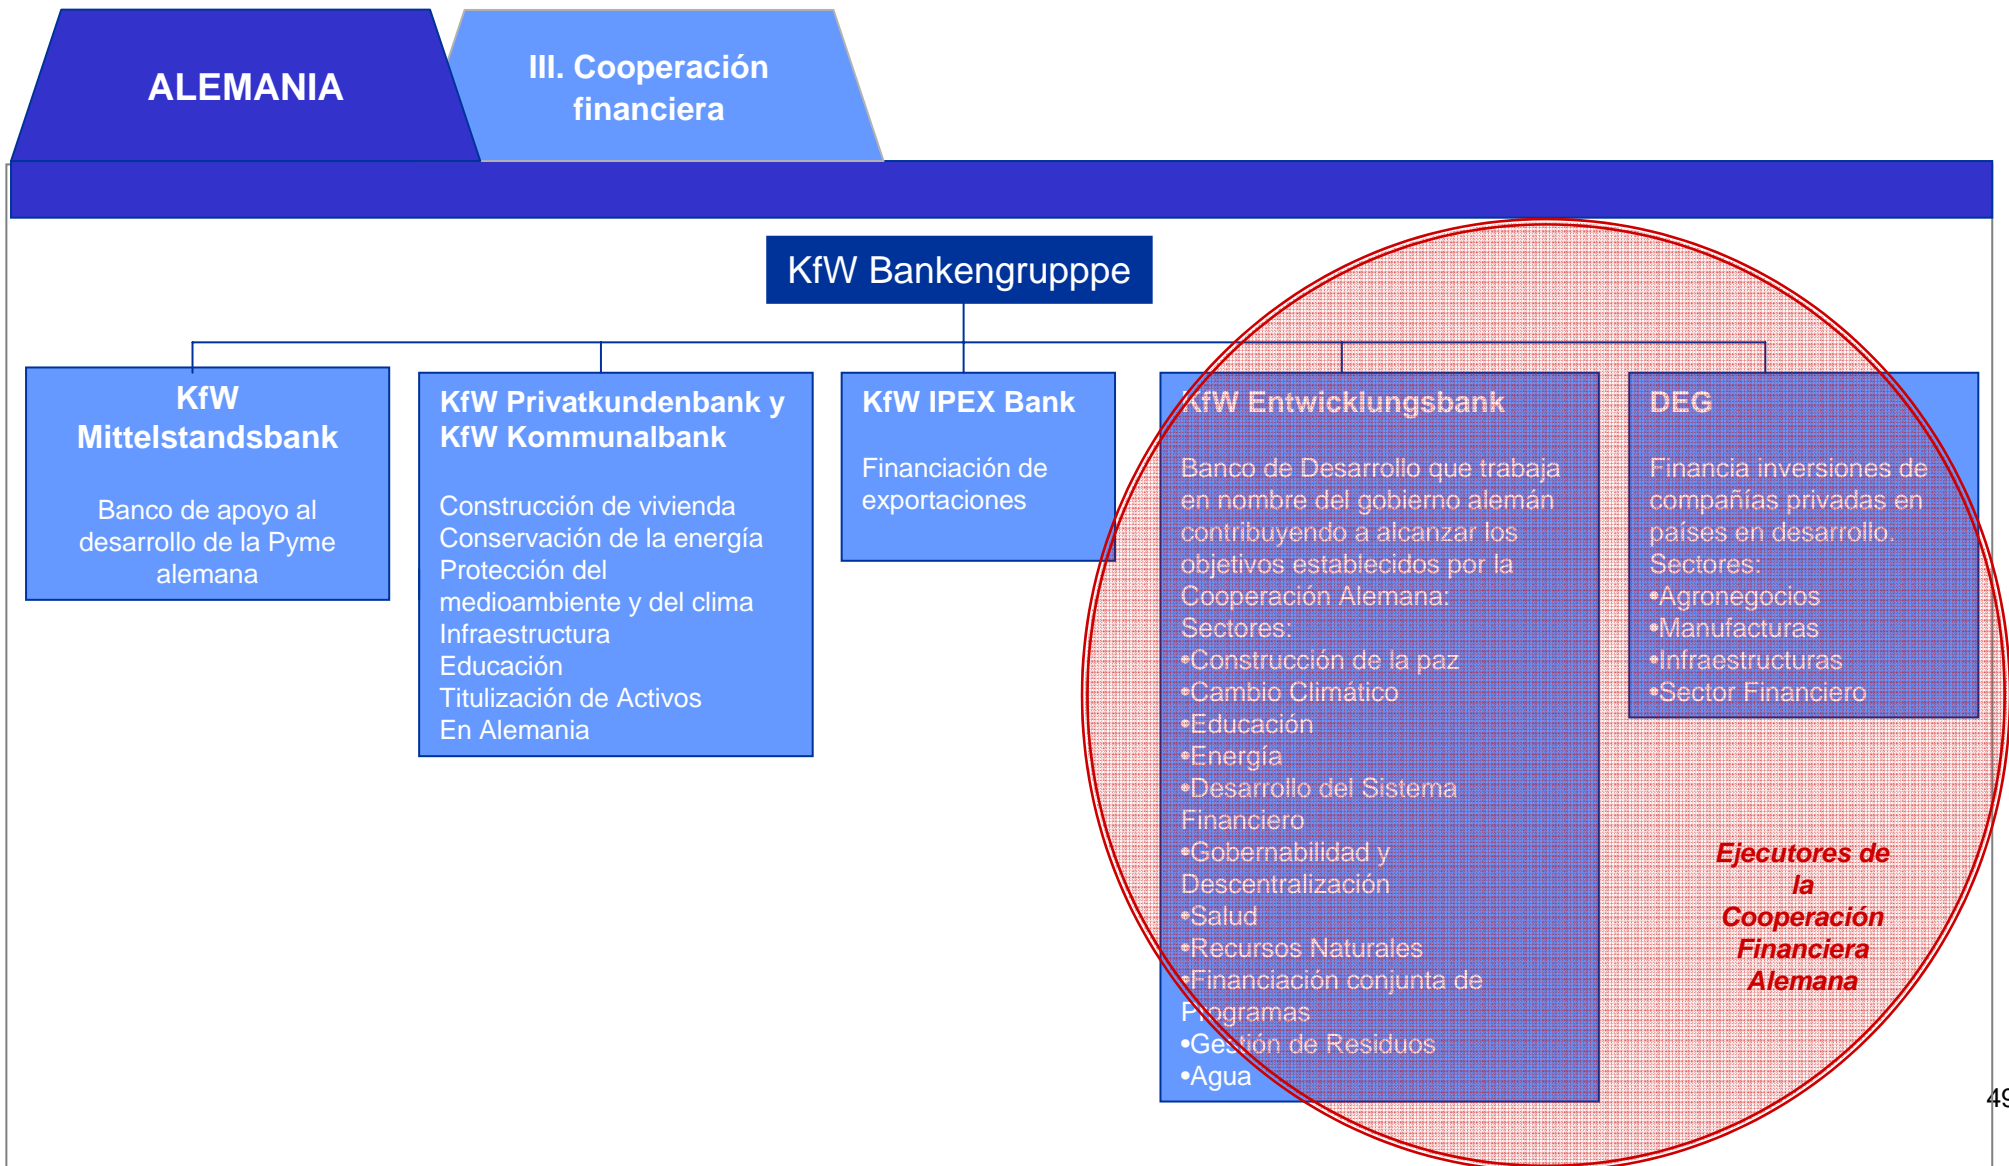 ALEMANIA
III. Cooperación
financiera
KfW Bankengrupppe
KfW
Mittelstandsbank
Banco de apoyo al
desarrollo de la Pyme
alemana
KfW Privatkundenbank y
KfW Kommunalbank
Construcción de vivienda
Conservación de la energía
Protección del
medioambiente y del clima
Infraestructura
Educación
Titulización de Activos
En Alemania
KfW IPEX Bank
Financiación de
exportaciones
KfW Entwicklungsbank
Banco de Desarrollo que trabaja
en nombre del gobierno alemán
contribuyendo a alcanzar los
objetivos establecidos por la
Cooperación Alemana:
Sectores:
•Construcción de la paz
•Cambio Climático
•Educación
•Energía
•Desarrollo del Sistema
Financiero
•Gobernabilidad y
Descentralización
•Salud
•Recursos Naturales
•Financiación conjunta de
Programas
•Gestión de Residuos
•Agua
DEG
Financia inversiones de
compañías privadas en
países en desarrollo.
Sectores:
•Agronegocios
•Manufacturas
•Infraestructuras
•Sector Financiero
Ejecutores de
la
Cooperación
Financiera
Alemana
49